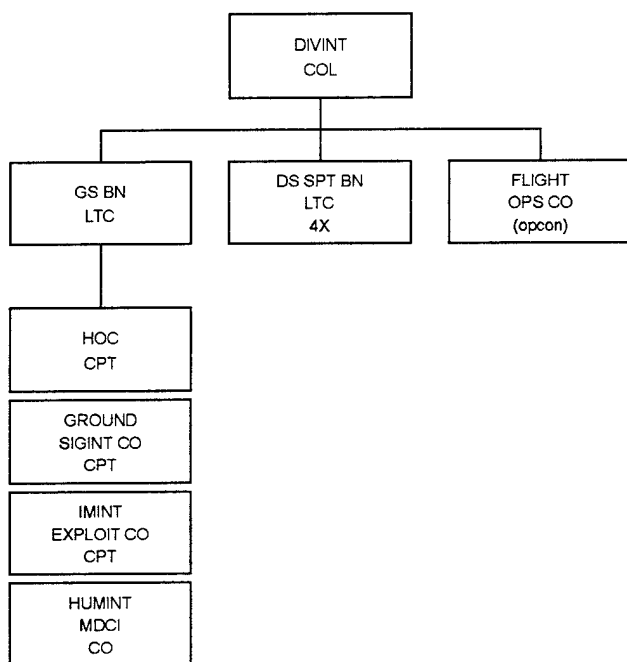 DIVINT
COL
GS BN
LTC
DS SPT BN
LTC
4X
FLIGHT
OPS CO
(opcon)
HOC
CPT
GROUND
SIGINT CO
CPT
IMINT
EXPLOIT CO
CPT
HUMINT
MDCI
CO